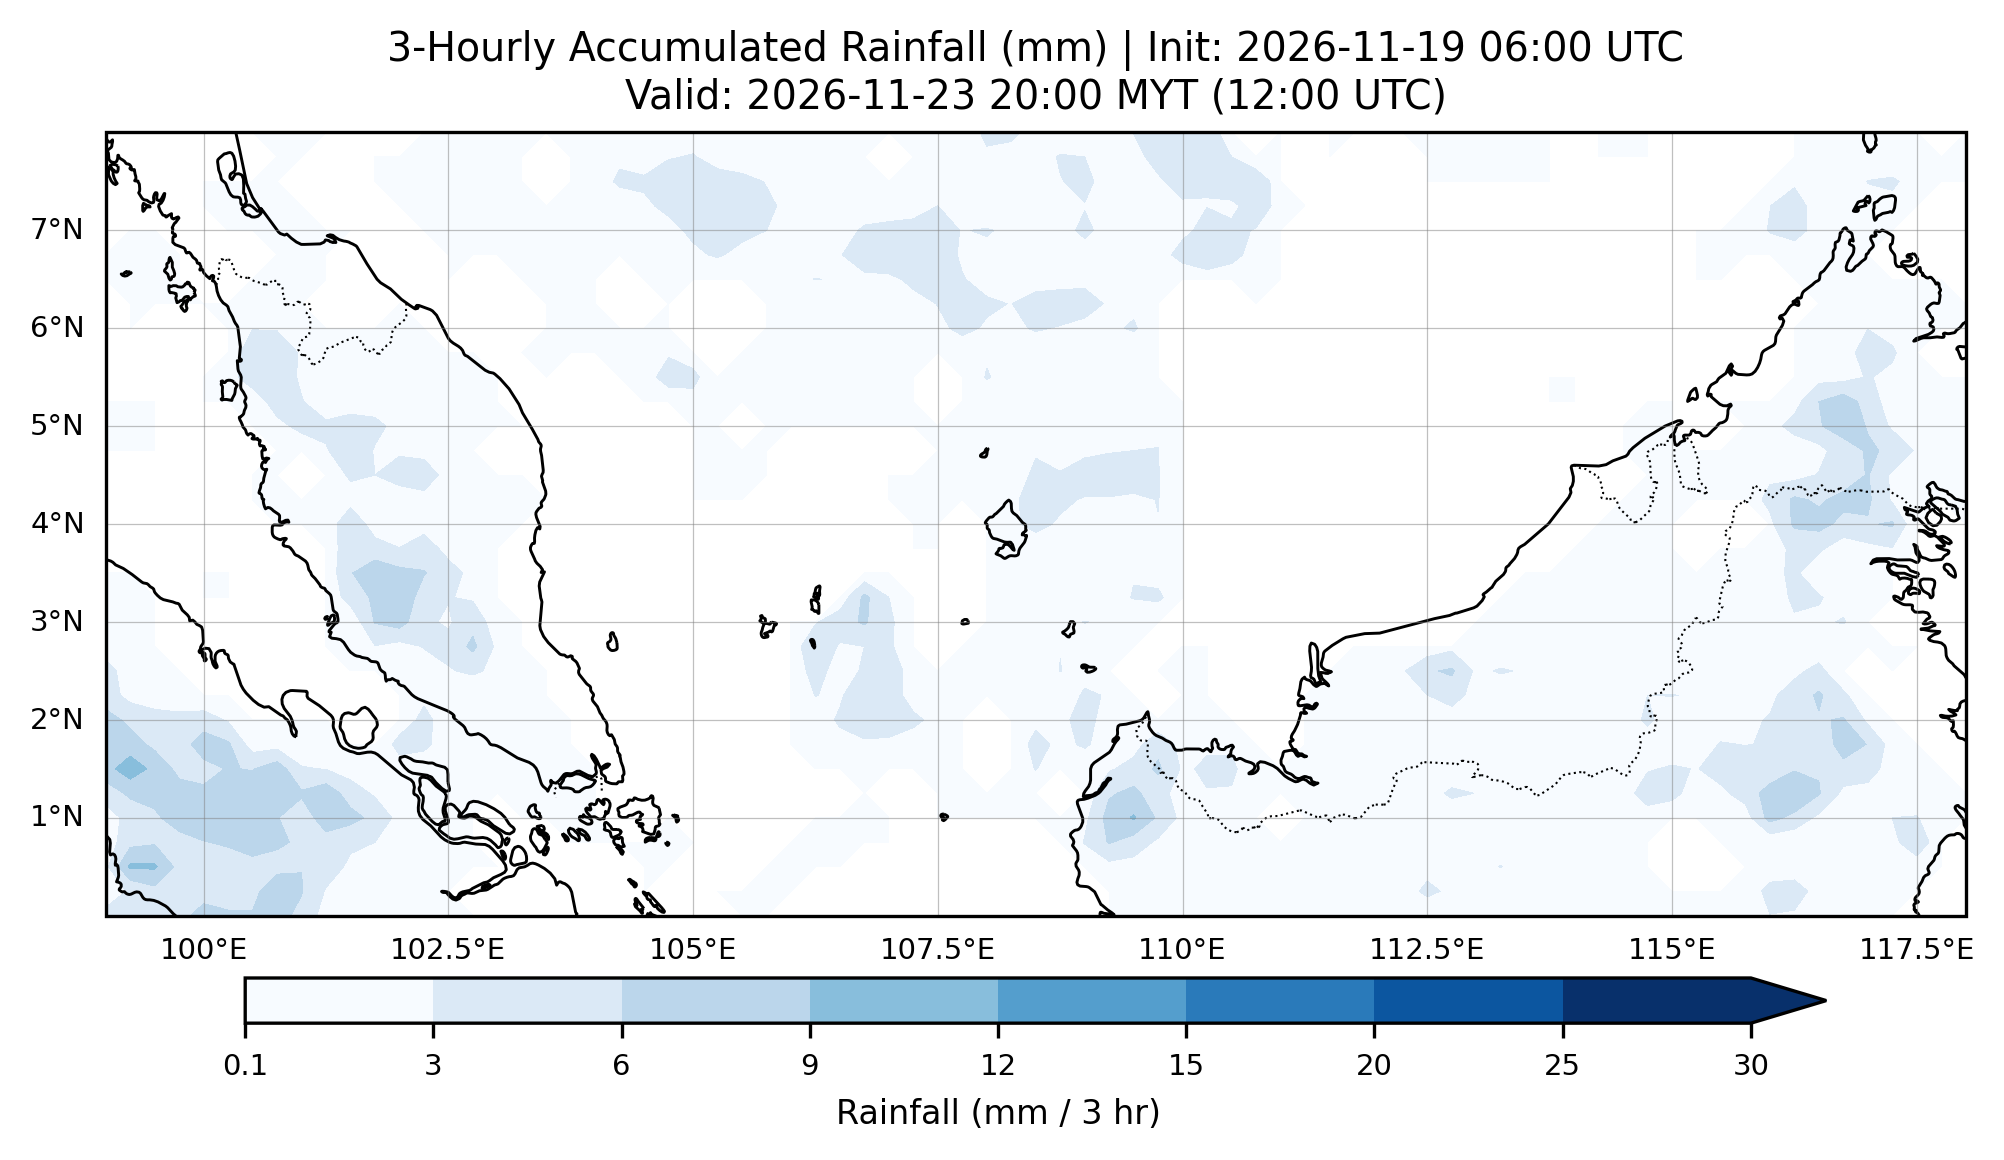 3-Hourly Accumulated Rainfall (mm) | Init: 2026-11-19 06:00 UTC
Valid: 2026-11-23 20:00 MYT (12:00 UTC)
7°N
6°N
5°N
4°N
3°N
2°N
1°N
100°E 102.5°E 105°E 107.5°E 110°E 112.5°E 115°E 117.5°E
0.1 3 6 9 12 15 20 25 30
Rainfall (mm / 3 hr)